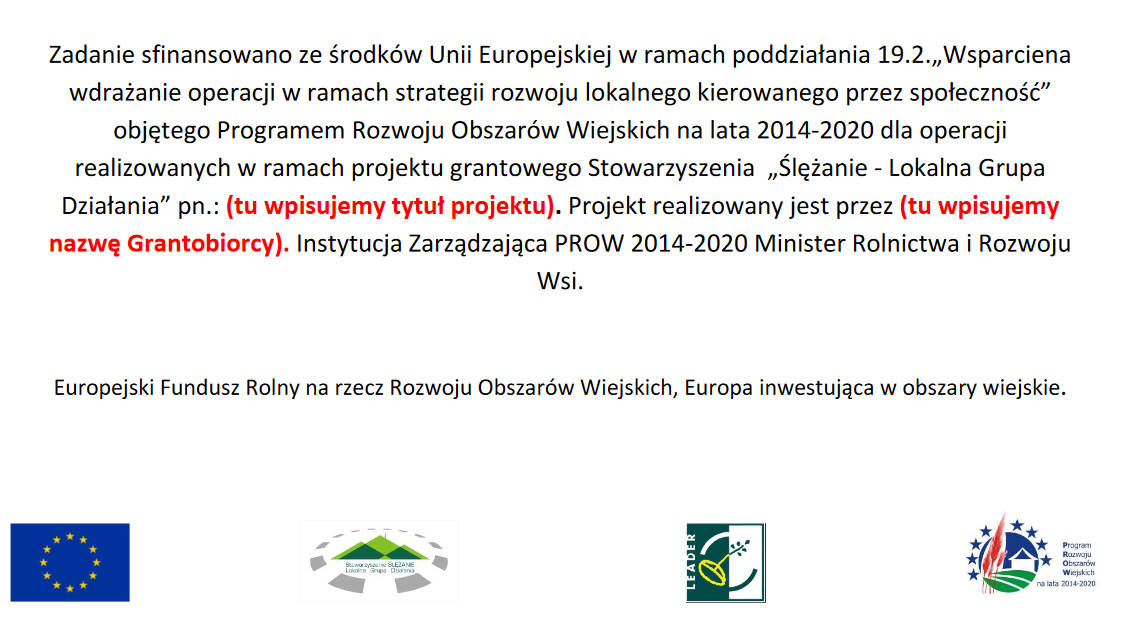 Zadanie sfinansowano ze środków Unii Europejskiej w ramach poddziałania 19.2.„Wsparciena
wdrażanie operacji w ramach strategii rozwoju lokalnego kierowanego przez społeczność”
objętego Programem Rozwoju Obszarów Wiejskich na lata 2014-2020 dla operacji
realizowanych w ramach projektu grantowego Stowarzyszenia „Ślężanie - Lokalna Grupa
Działania” pn.: (tu wpisujemy tytuł projektu). Projekt realizowany jest przez (tu wpisujemy
nazwę Grantobiorcy). Instytucja Zarządzająca PROW 2014-2020 Minister Rolnictwa i Rozwoju
Wsi.
Europejski Fundusz Rolny na rzecz Rozwoju Obszarów Wiejskich, Europa inwestująca w obszary wiejskie.
Stowarzyszenie ŚLĘŻANIE
Lokalna Grupa Działania
LEADER
Program
Rozwoju
Obszarów
Wiejskich
na lata 2014-2020